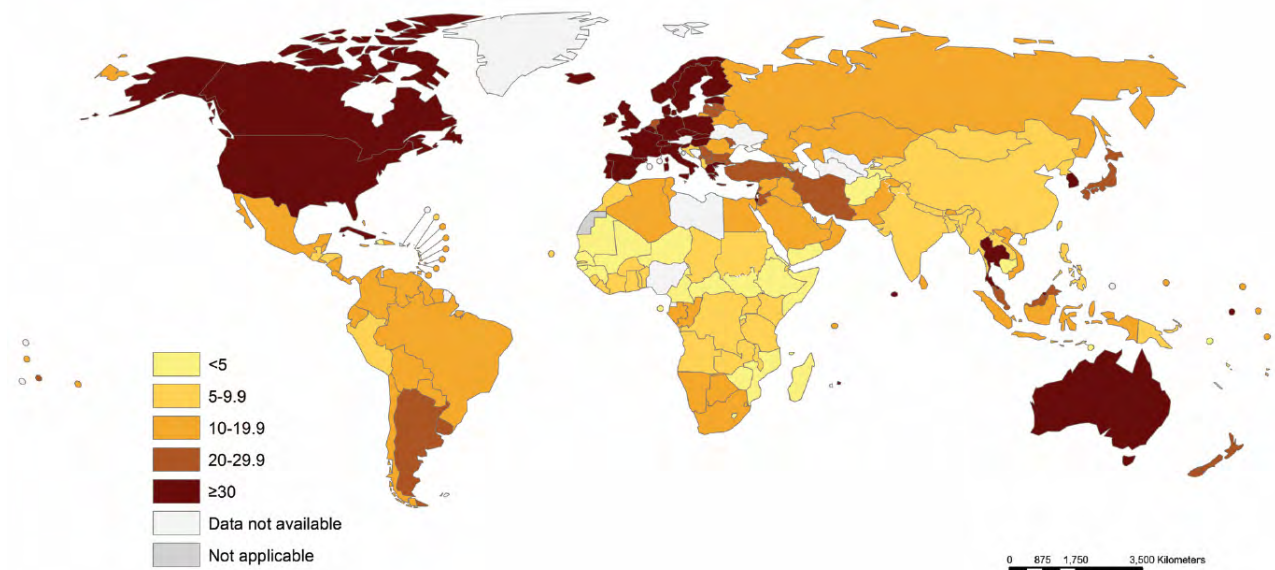 <5
5-9.9
10-19.9
20-29.9
≥30
Data not available
Not applicable
0 875 1,750 3,500 Kilometers